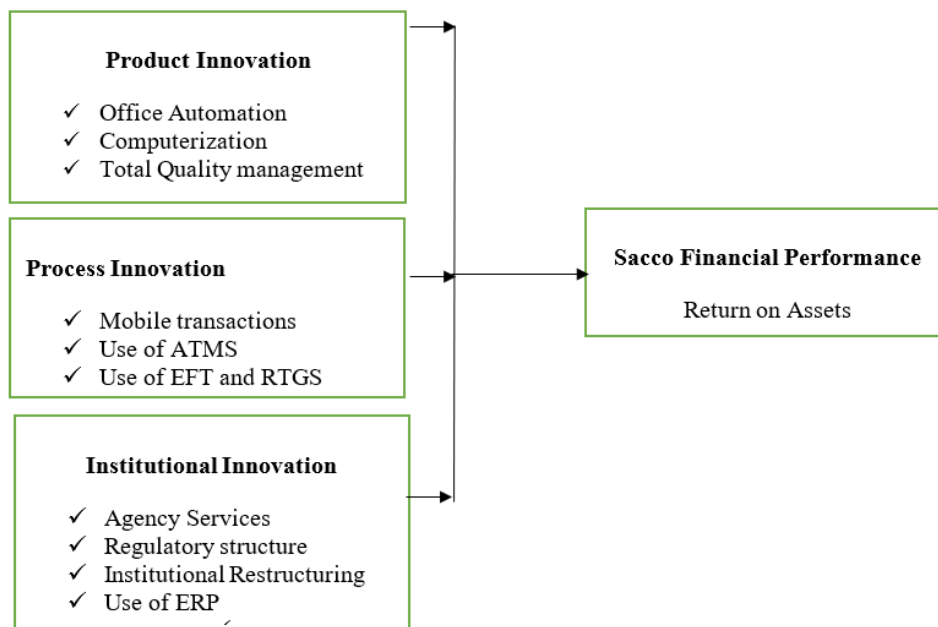 Product Innovation
✓ Office Automation
✓ Computerization
✓ Total Quality management
Process Innovation
✓ Mobile transactions
✓ Use of ATMS
✓ Use of EFT and RTGS
Institutional Innovation
✓ Agency Services
✓ Regulatory structure
✓ Institutional Restructuring
✓ Use of ERP
Sacco Financial Performance
Return on Assets